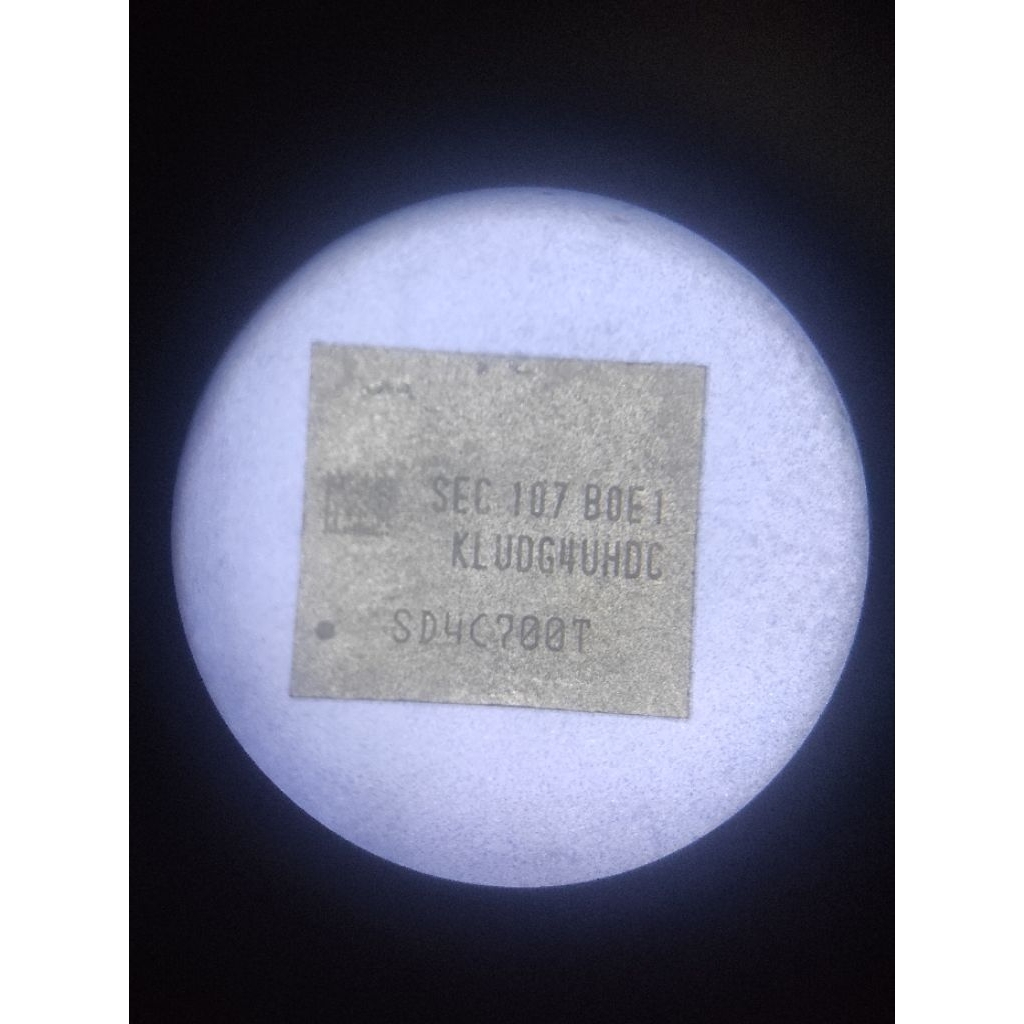 SEC 107 B0E1
KLUDG4UHDC
SD4C700T